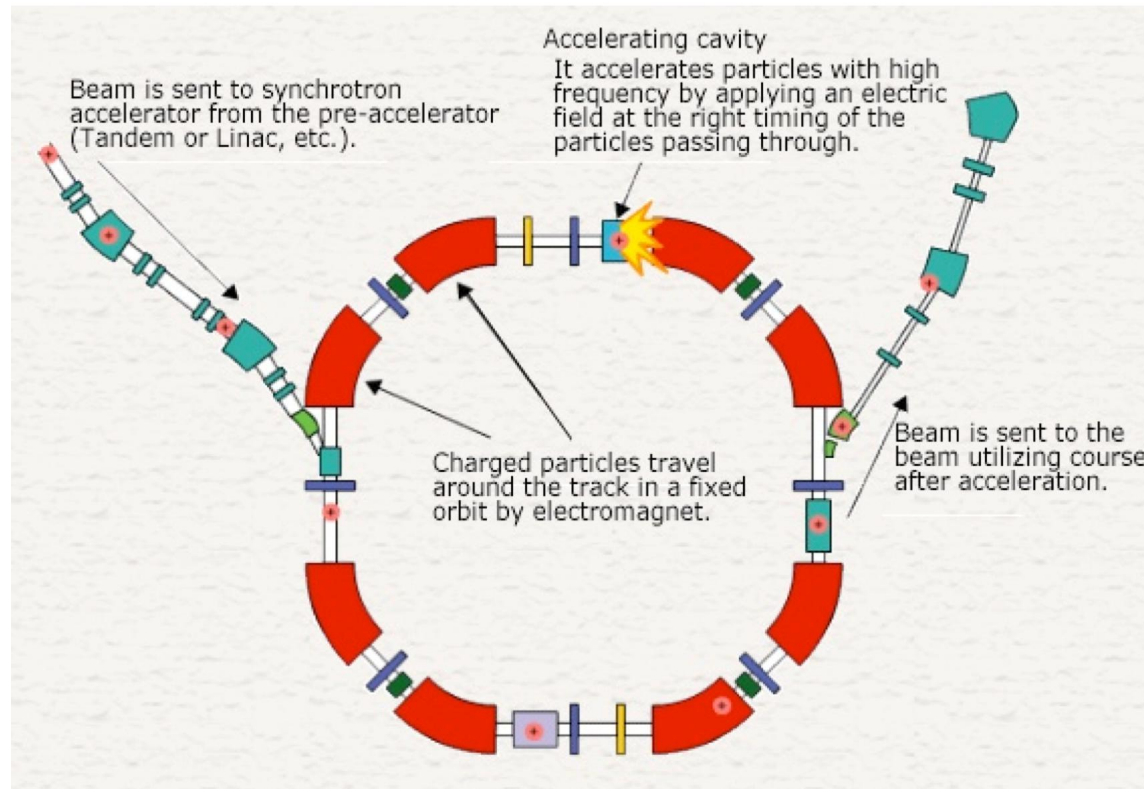 Accelerating cavity
It accelerates particles with high
frequency by applying an electric
field at the right timing of the
particles passing through.
Beam is sent to synchrotron
accelerator from the pre-accelerator
(Tandem or Linac, etc.).
Charged particles travel
around the track in a fixed
orbit by electromagnet.
Beam is sent to the
beam utilizing course
after acceleration.